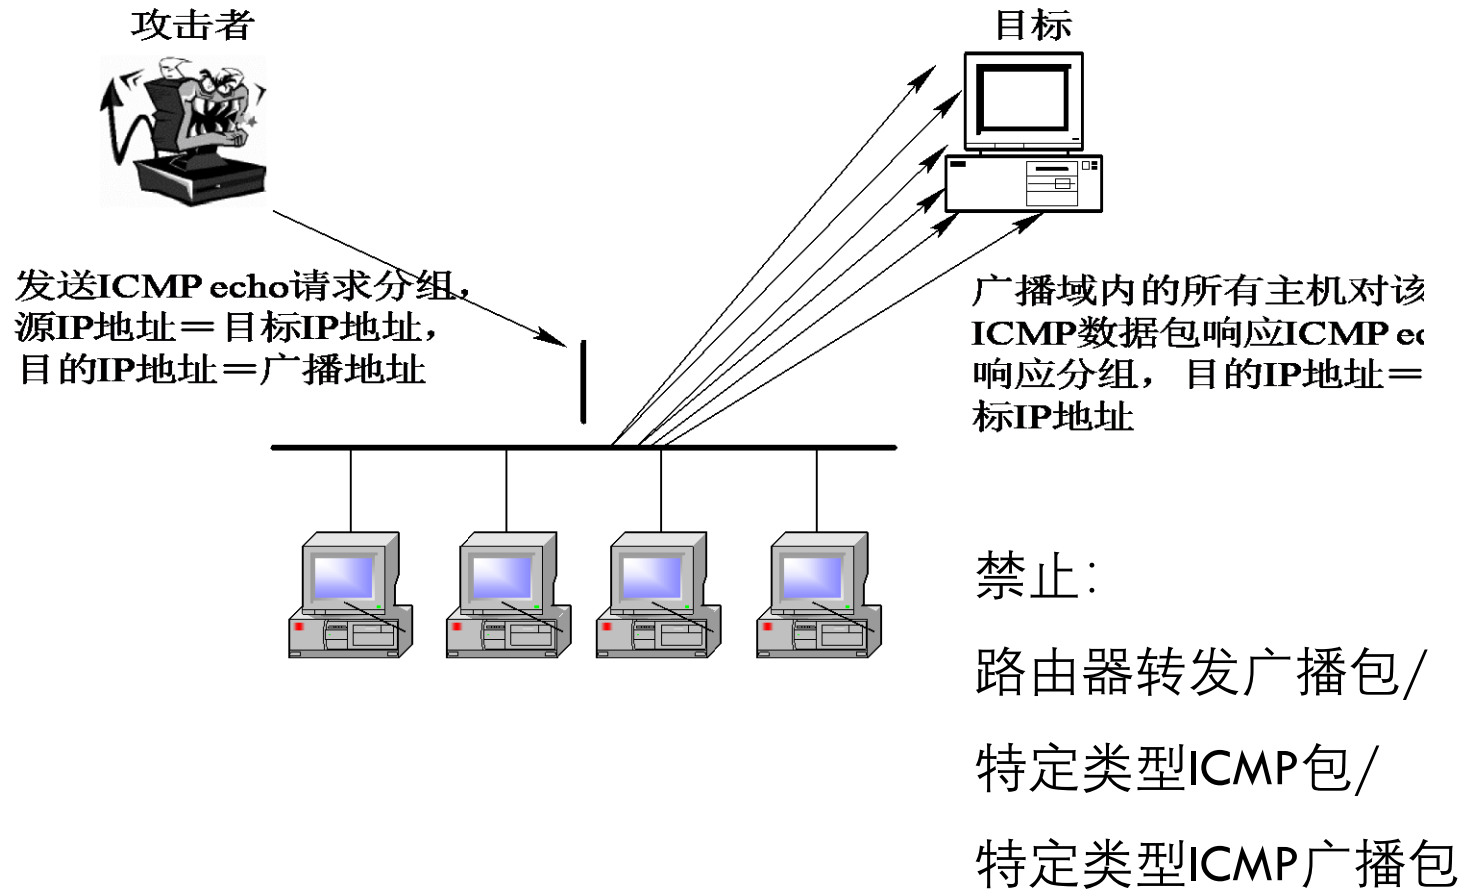 攻击者
目标
发送ICMP echo请求分组，
源IP地址＝目标IP地址，
目的IP地址＝广播地址
广播域内的所有主机对该
ICMP数据包响应ICMP ec
响应分组，目的IP地址＝
标IP地址
禁止：
路由器转发广播包/
特定类型ICMP包/
特定类型ICMP广播包